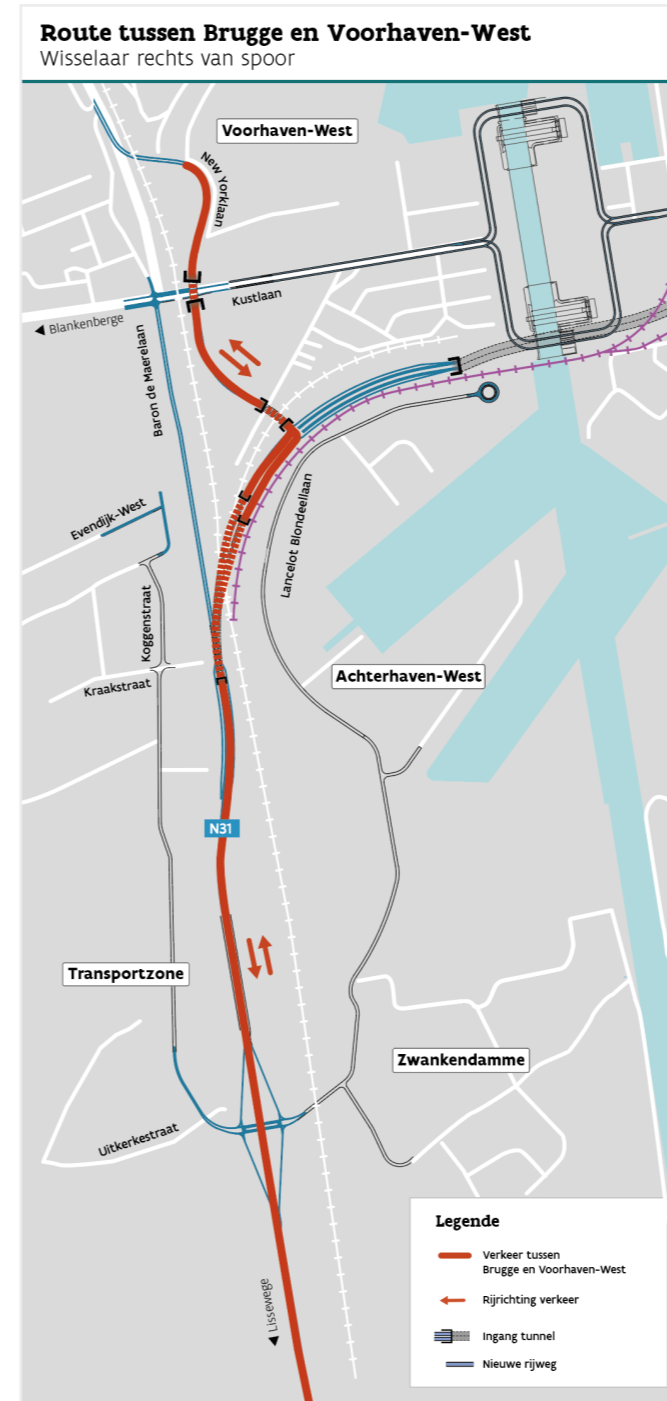 Route tussen Brugge en Voorhaven-West
Wisselaar rechts van spoor
Voorhaven-West
New Yorklaan
Kustlaan
◀ Blankenberge
Baron de Maerelaan
Evendijk-West
Lancelot Blondeellaan
Koggenstraat
Achterhaven-West
Kraakstraat
N31
Transportzone
Zwankendamme
Uitkerkestraat
◀ Lissewege
Legende
Verkeer tussen
Brugge en Voorhaven-West
Rijrichting verkeer
Ingang tunnel
Nieuwe rijweg